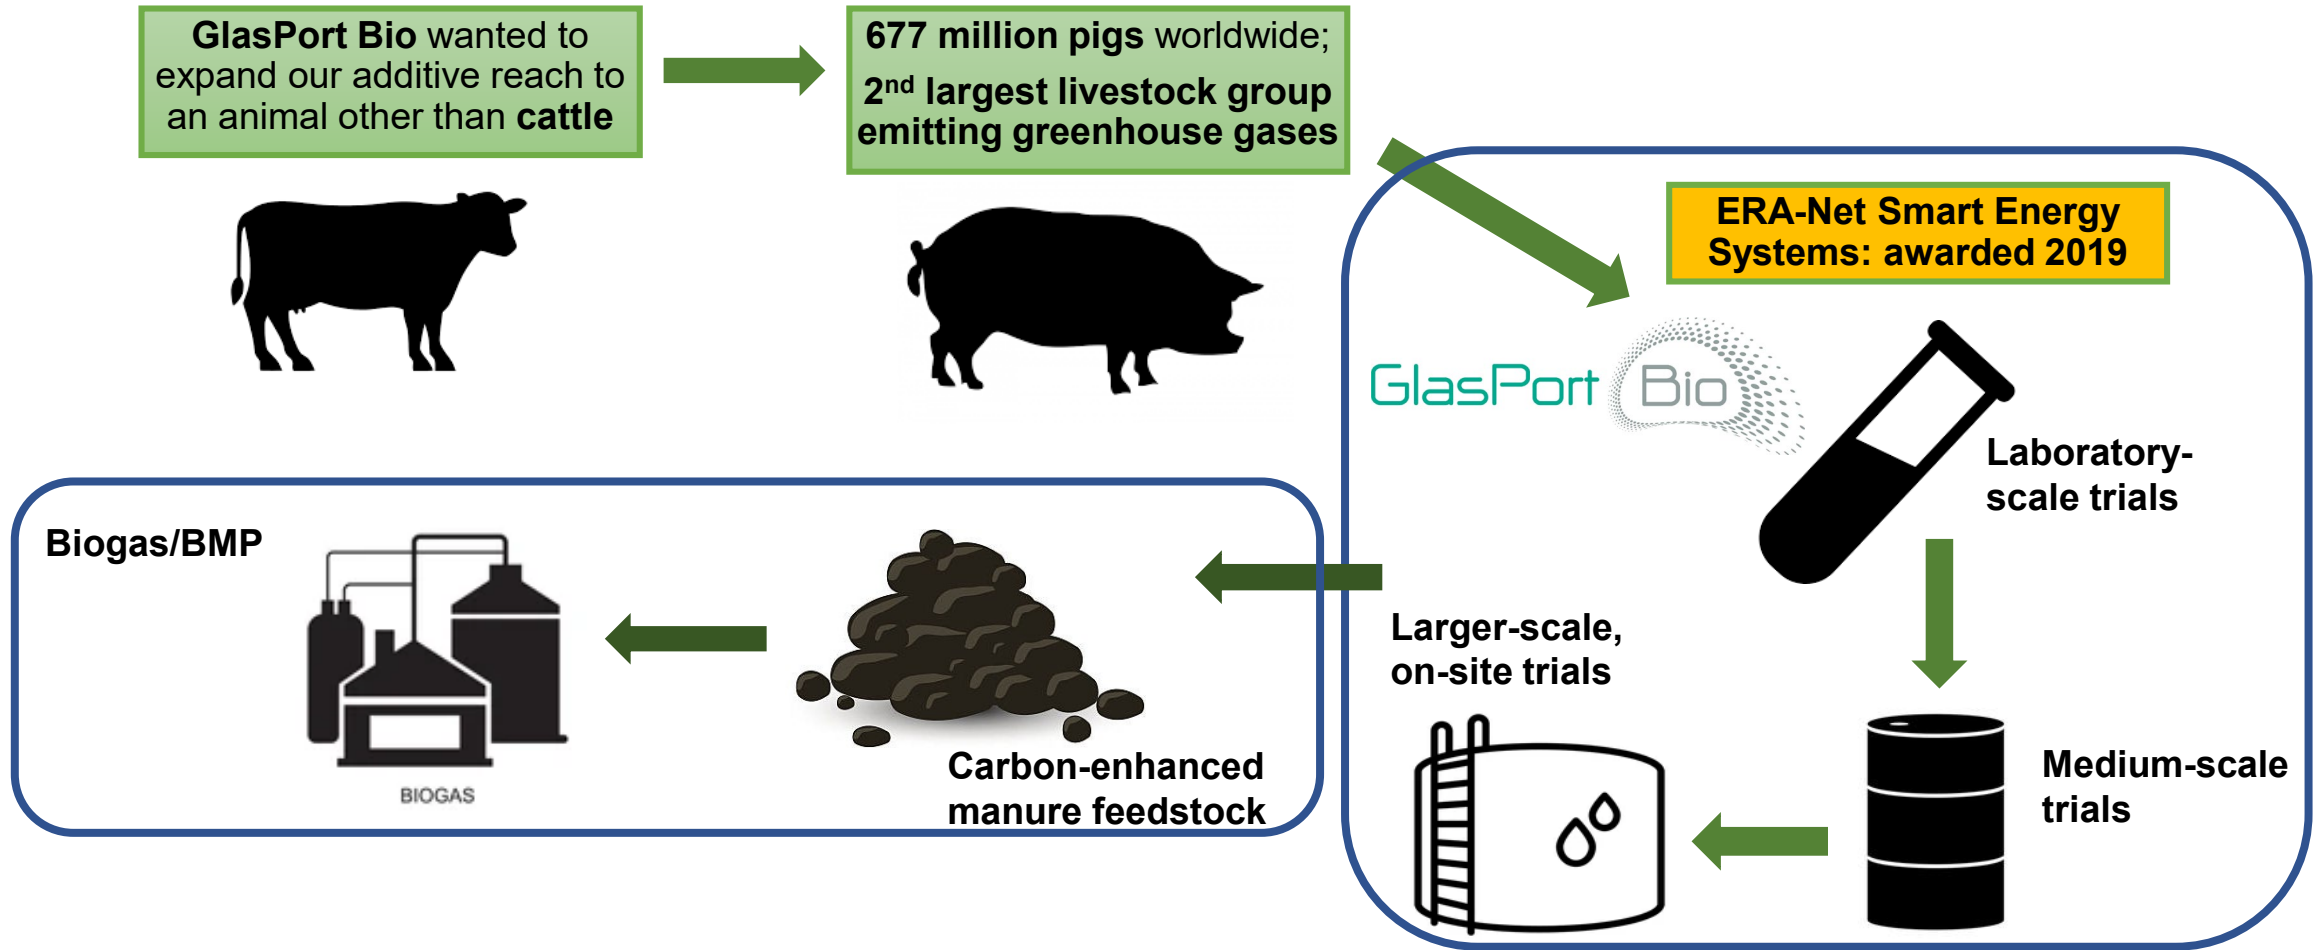 GlasPort Bio wanted to
expand our additive reach to
an animal other than cattle
677 million pigs worldwide;
2nd largest livestock group
emitting greenhouse gases
ERA-Net Smart Energy
Systems: awarded 2019
GlasPort Bio
Laboratory-
scale trials
Medium-scale
trials
Larger-scale,
on-site trials
Carbon-enhanced
manure feedstock
Biogas/BMP
BIOGAS